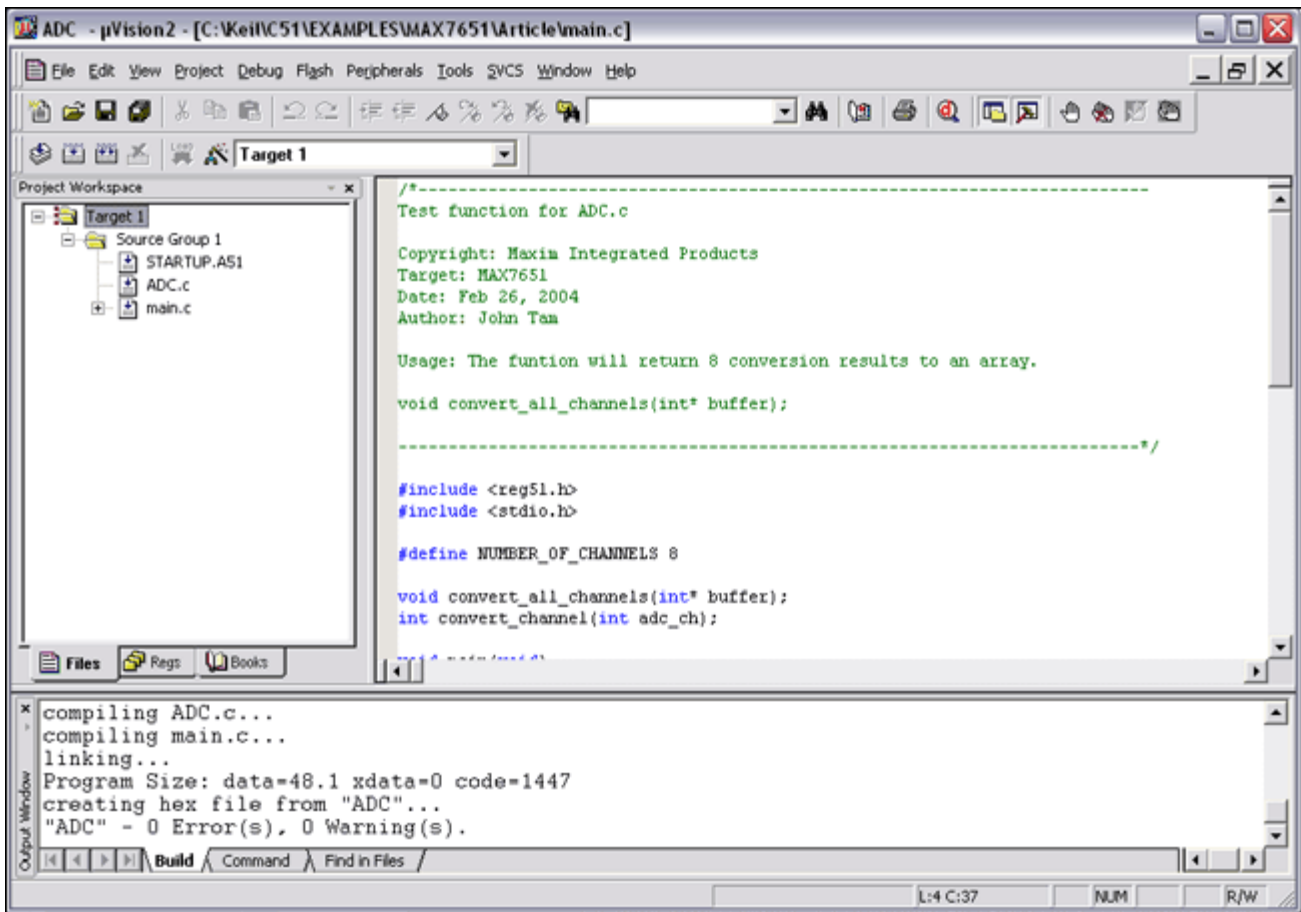 ADC - µVision2 - [C:\Keil\C51\EXAMPLES\MAX7651\Article\main.c]
File Edit View Project Debug Flash Peripherals Tools SVCS Window Help
Target 1
Project Workspace
Target 1
Source Group 1
STARTUP.A51
ADC.c
main.c
Files Regs Books
/*-------------------------------------------------------------------------
Test function for ADC.c
Copyright: Maxim Integrated Products
Target: MAX7651
Date: Feb 26, 2004
Author: John Tam
Usage: The funtion will return 8 conversion results to an array.
void convert_all_channels(int* buffer);
--------------------------------------------------------------------------*/
#include <reg51.h>
#include <stdio.h>
#define NUMBER_OF_CHANNELS 8
void convert_all_channels(int* buffer);
int convert_channel(int adc_ch);
void main(void)
Output Window
compiling ADC.c...
compiling main.c...
linking...
Program Size: data=48.1 xdata=0 code=1447
creating hex file from "ADC"...
"ADC" - 0 Error(s), 0 Warning(s).
Build Command Find in Files
L:4 C:37 NUM R/W